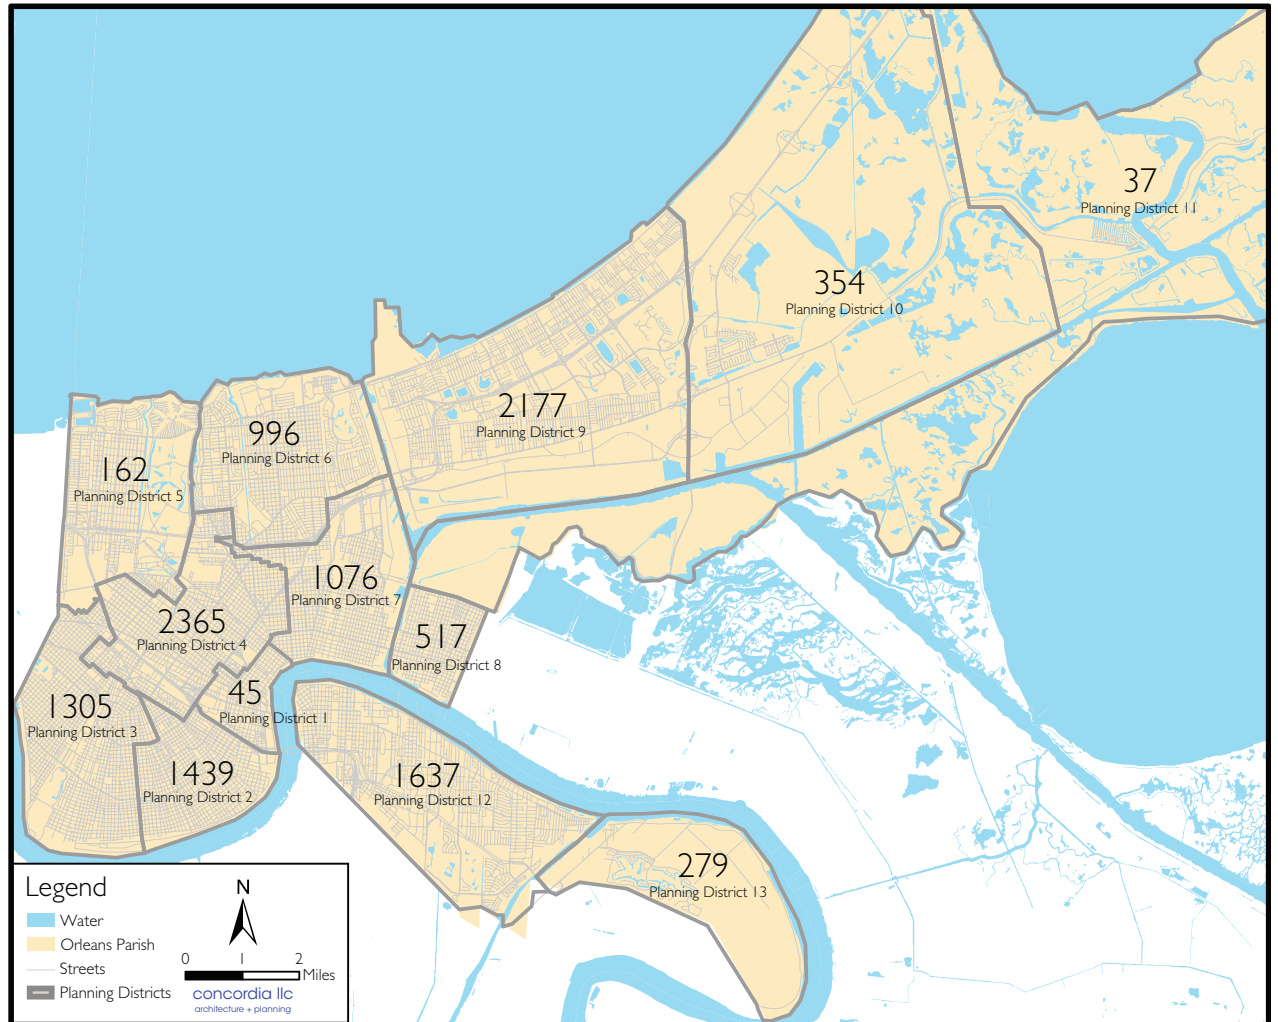 37
Planning District 11
354
Planning District 10
2177
Planning District 9
996
Planning District 6
162
Planning District 5
1076
Planning District 7
2365
Planning District 4
517
Planning District 8
45
Planning District 1
1305
Planning District 3
1439
Planning District 2
1637
Planning District 12
279
Planning District 13
Legend
Water
Orleans Parish
Streets
Planning Districts
N
0 1 2
Miles
concordia llc
architecture + planning